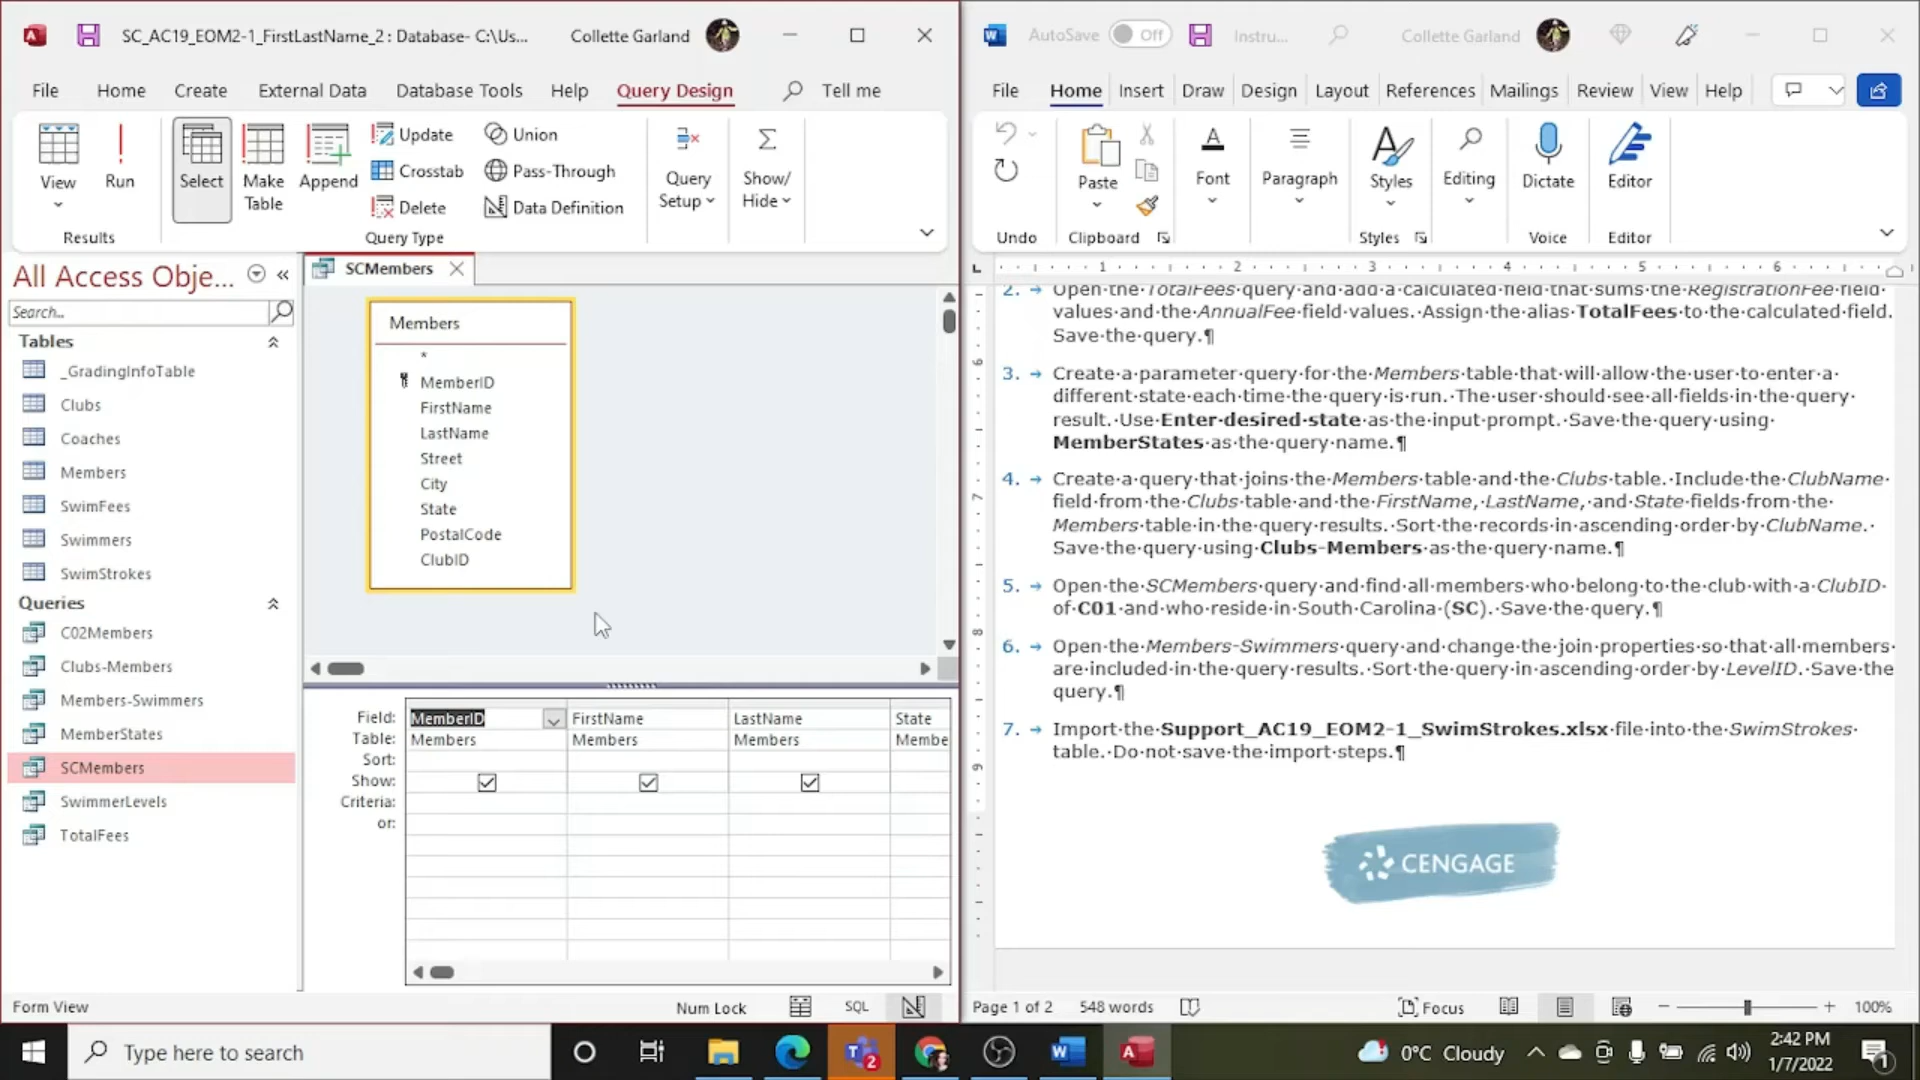 SC_AC19_EOM2-1_FirstLastName_2 : Database- C:\Us...
Collette Garland
File Home Create External Data Database Tools Help Query Design Tell me
View
Run
Results
Select
Make Table
Append
Update
Crosstab
Delete
Union
Pass-Through
Data Definition
Query Type
Query Setup
Show/ Hide
All Access Obje...
Search...
Tables
_GradingInfoTable
Clubs
Coaches
Members
SwimFees
Swimmers
SwimStrokes
Queries
C02Members
Clubs-Members
Members-Swimmers
MemberStates
SCMembers
SwimmerLevels
TotalFees
SCMembers
Members
*
MemberID
FirstName
LastName
Street
City
State
PostalCode
ClubID
Field: MemberID FirstName LastName State
Table: Members Members Members Membe
Sort:
Show:
Criteria:
or:
Form View
Num Lock
SQL
AutoSave Off Instru... Collette Garland
File Home Insert Draw Design Layout References Mailings Review View Help
Undo
Paste
Clipboard
Font
Paragraph
Styles
Styles
Editing
Dictate
Voice
Editor
Editor
1 2 3 4 5 6
6
7
8
9
2. → Open·the·TotalFees·query·and·add·a·calculated·field·that·sums·the·RegistrationFee·field·
values·and·the·AnnualFee·field·values.·Assign·the·alias·TotalFees·to·the·calculated·field.
Save·the·query.¶
3. → Create·a·parameter·query·for·the·Members·table·that·will·allow·the·user·to·enter·a·
different·state·each·time·the·query·is·run.·The·user·should·see·all·fields·in·the·query·
result.·Use·Enter·desired·state·as·the·input·prompt.·Save·the·query·using·
MemberStates·as·the·query·name.¶
4. → Create·a·query·that·joins·the·Members·table·and·the·Clubs·table.·Include·the·ClubName·
field·from·the·Clubs·table·and·the·FirstName,·LastName,·and·State·fields·from·the·
Members·table·in·the·query·results.·Sort·the·records·in·ascending·order·by·ClubName.·
Save·the·query·using·Clubs-Members·as·the·query·name.¶
5. → Open·the·SCMembers·query·and·find·all·members·who·belong·to·the·club·with·a·ClubID·
of·C01·and·who·reside·in·South·Carolina·(SC).·Save·the·query.¶
6. → Open·the·Members-Swimmers·query·and·change·the·join·properties·so·that·all·members·
are·included·in·the·query·results.·Sort·the·query·in·ascending·order·by·LevelID.·Save·the
query.¶
7. → Import·the·Support_AC19_EOM2-1_SwimStrokes.xlsx·file·into·the·SwimStrokes·
table.·Do·not·save·the·import·steps.¶
CENGAGE
Page 1 of 2 548 words
Focus
100%
Type here to search
2
0°C Cloudy
2:42 PM
1/7/2022
1